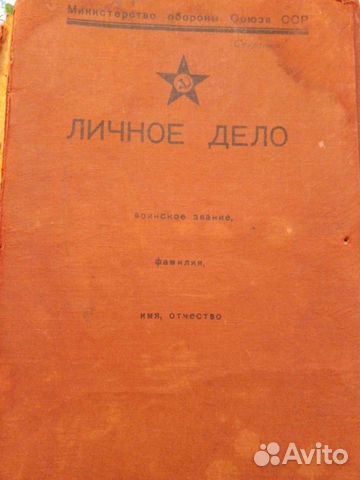 Министерство обороны Союза ССР
ЛИЧНОЕ ДЕЛО
воинское звание,
фамилия,
имя, отчество
Avito